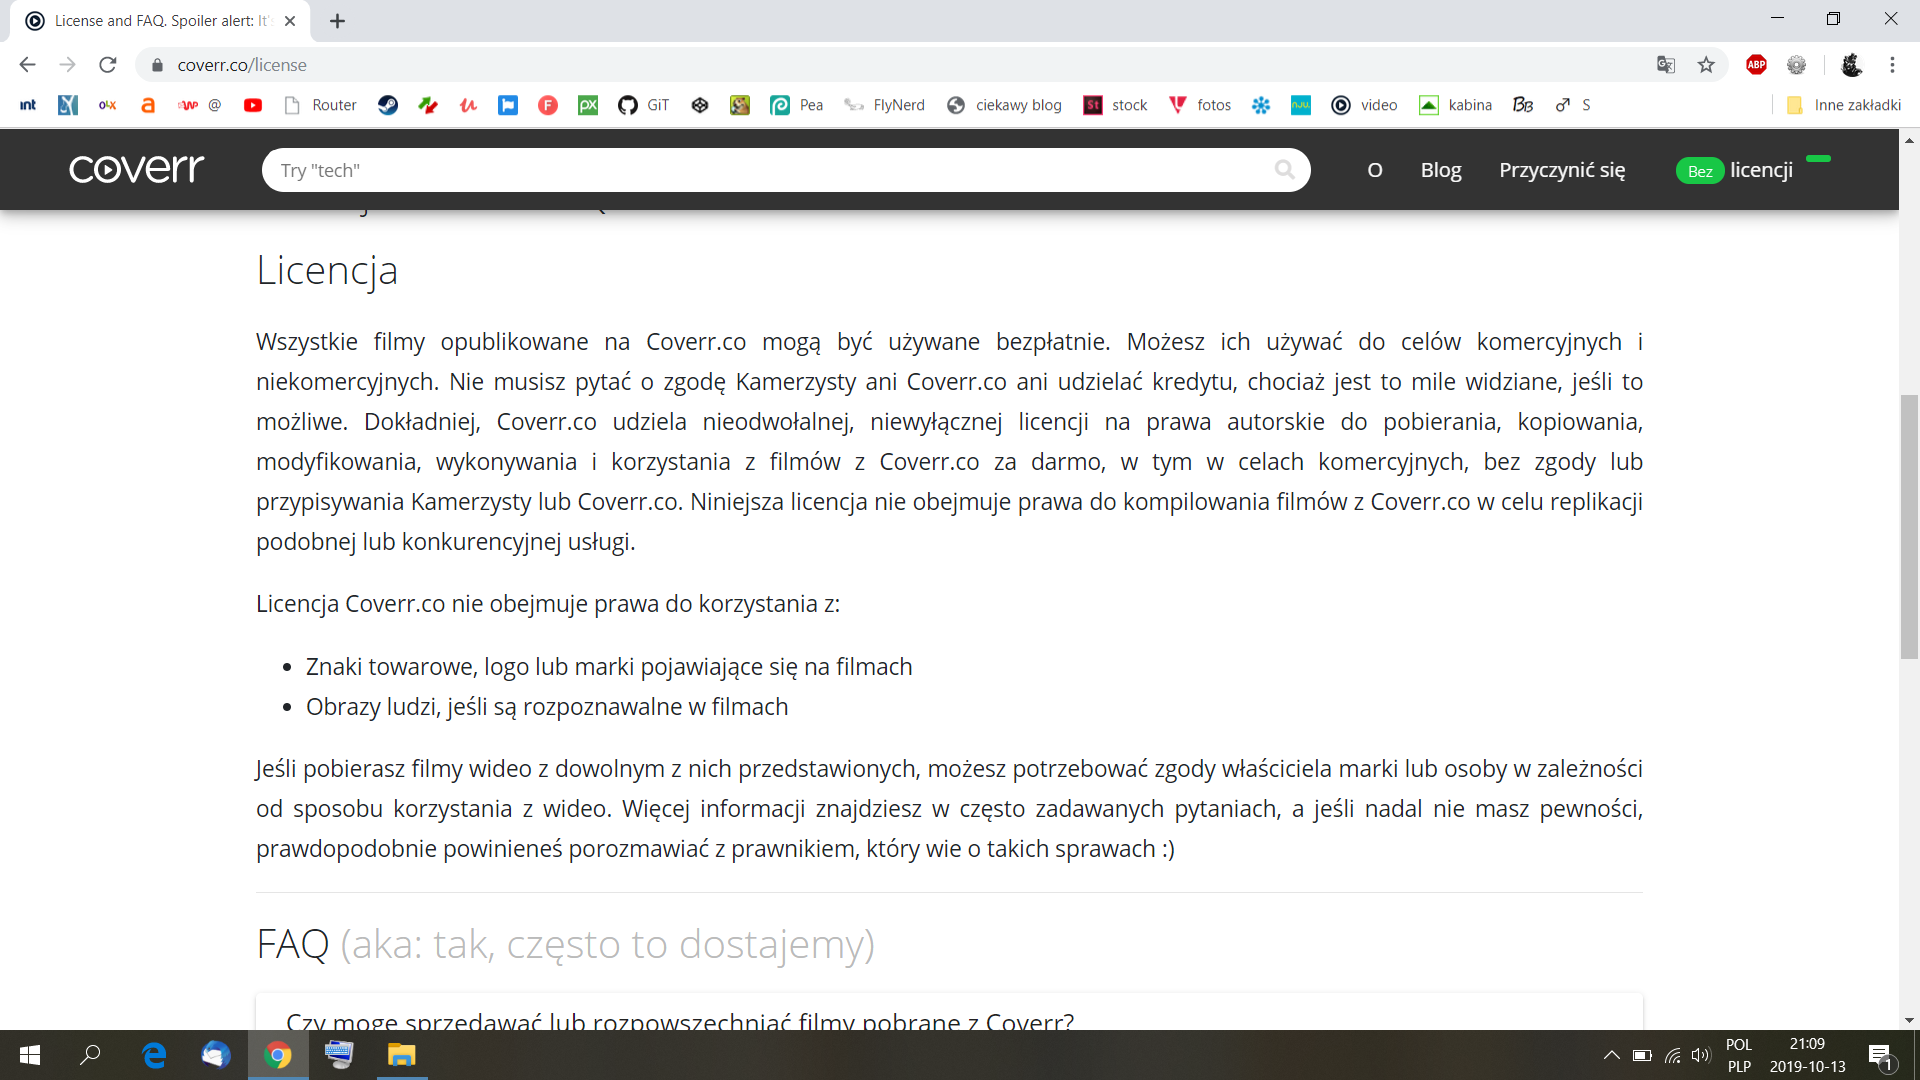 License and FAQ. Spoiler alert: It's
coverr.co/license
ABP
int olx a WP @ Router GiT Pea FlyNerd ciekawy blog St stock fotos video kabina BB S Inne zakładki
coverr Try "tech" O Blog Przyczynić się Bez licencji
Licencja
Wszystkie filmy opublikowane na Coverr.co mogą być używane bezpłatnie. Możesz ich używać do celów komercyjnych i
niekomercyjnych. Nie musisz pytać o zgodę Kamerzysty ani Coverr.co ani udzielać kredytu, chociaż jest to mile widziane, jeśli to
możliwe. Dokładniej, Coverr.co udziela nieodwołalnej, niewyłącznej licencji na prawa autorskie do pobierania, kopiowania,
modyfikowania, wykonywania i korzystania z filmów z Coverr.co za darmo, w tym w celach komercyjnych, bez zgody lub
przypisywania Kamerzysty lub Coverr.co. Niniejsza licencja nie obejmuje prawa do kompilowania filmów z Coverr.co w celu replikacji
podobnej lub konkurencyjnej usługi.
Licencja Coverr.co nie obejmuje prawa do korzystania z:
• Znaki towarowe, logo lub marki pojawiające się na filmach
• Obrazy ludzi, jeśli są rozpoznawalne w filmach
Jeśli pobierasz filmy wideo z dowolnym z nich przedstawionych, możesz potrzebować zgody właściciela marki lub osoby w zależności
od sposobu korzystania z wideo. Więcej informacji znajdziesz w często zadawanych pytaniach, a jeśli nadal nie masz pewności,
prawdopodobnie powinieneś porozmawiać z prawnikiem, który wie o takich sprawach :)
FAQ (aka: tak, często to dostajemy)
Czy mogę sprzedawać lub rozpowszechniać filmy pobrane z Coverr?
POL 21:09
PLP 2019-10-13 1